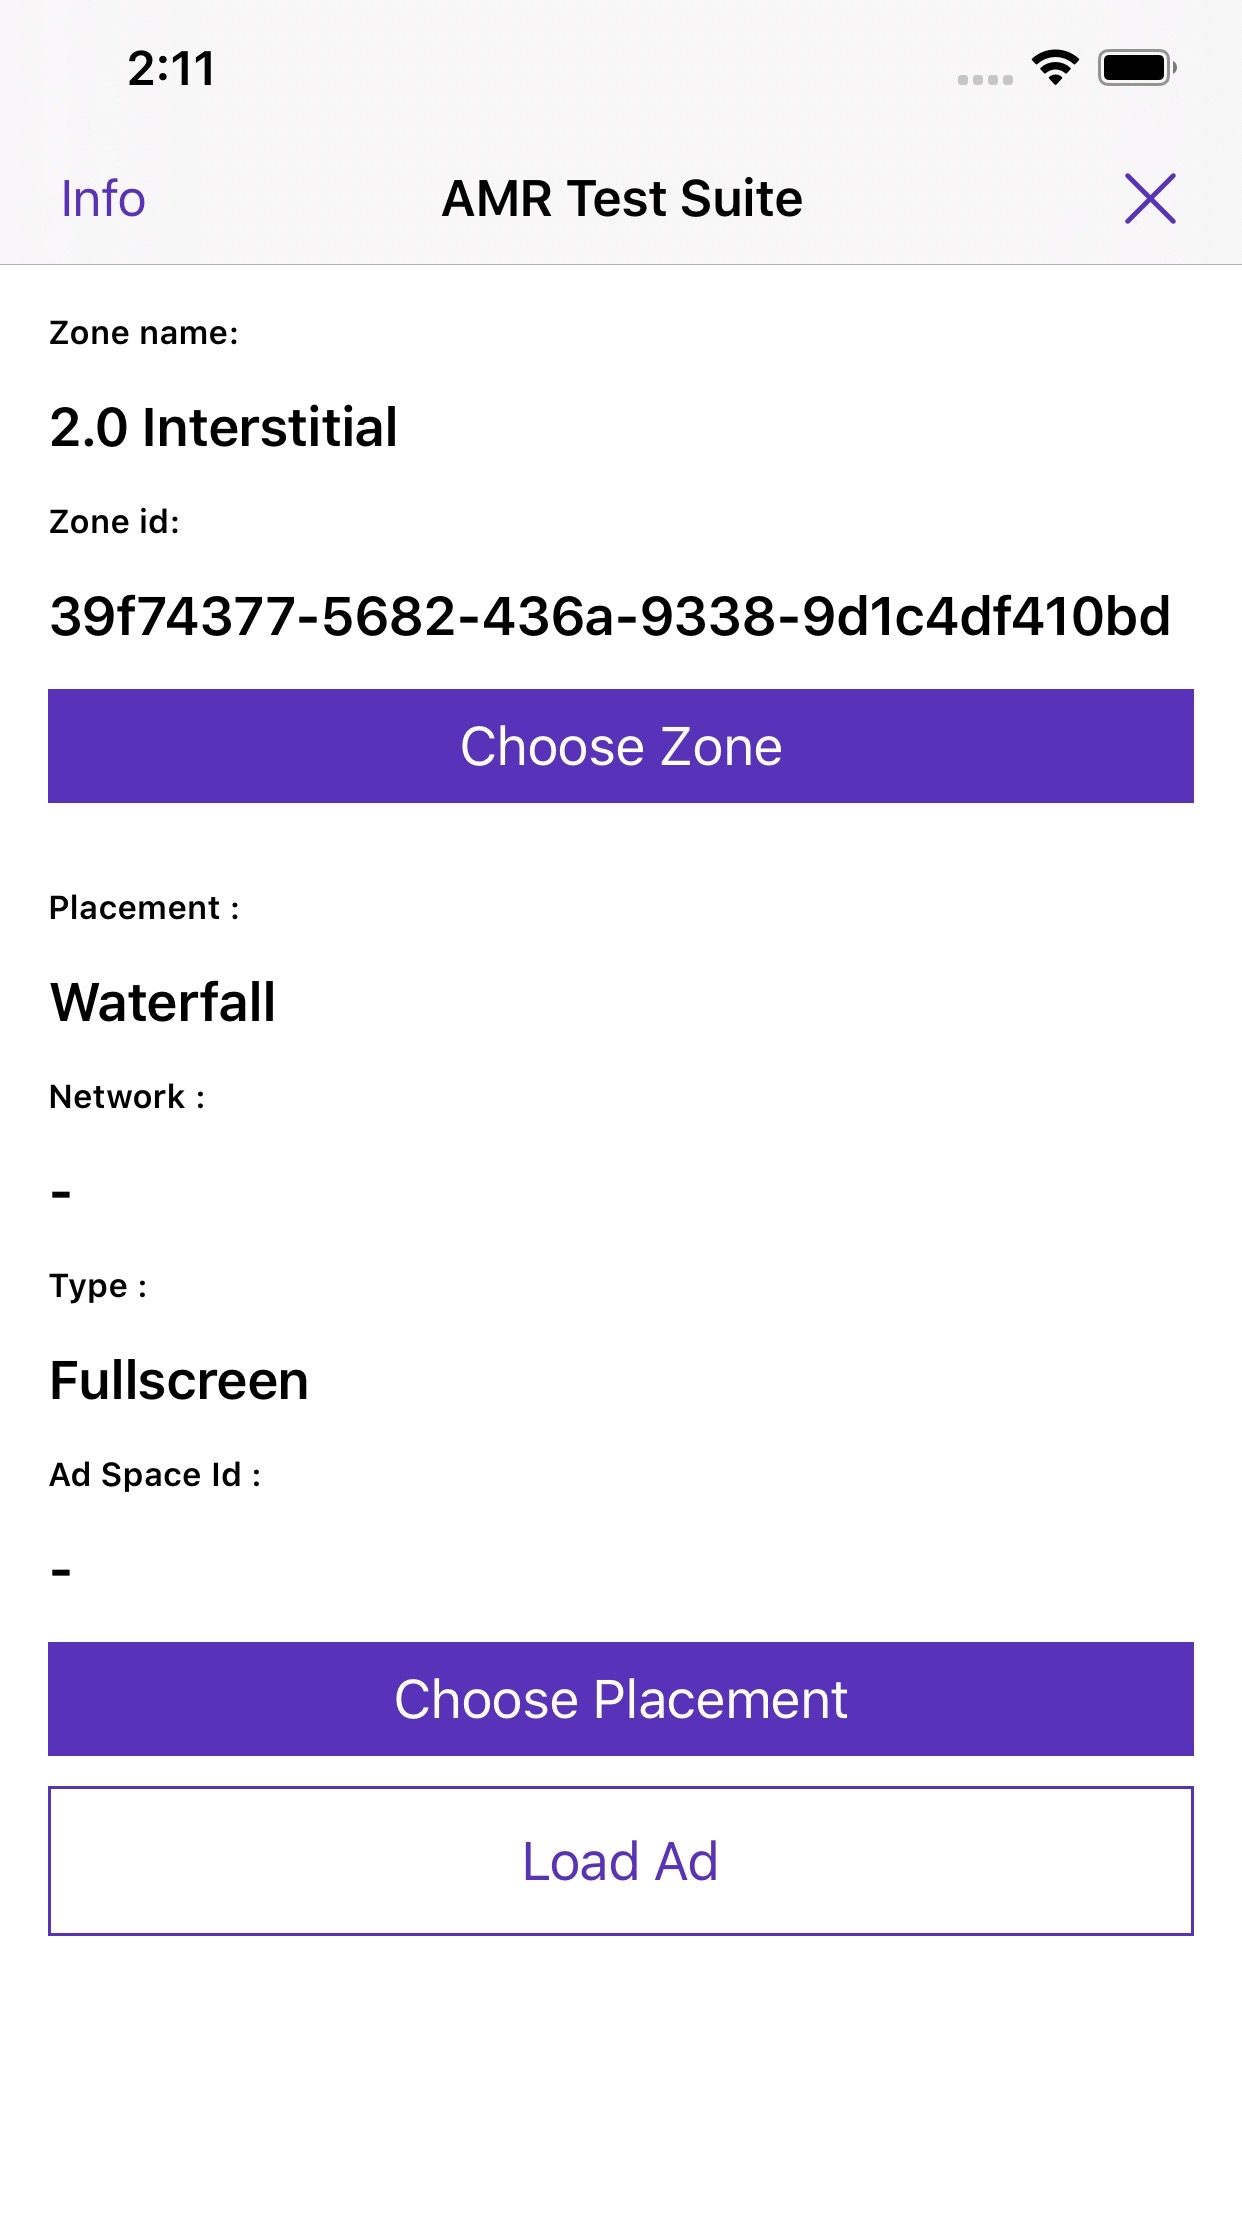 2:11
Info
AMR Test Suite
Zone name:
2.0 Interstitial
Zone id:
39f74377-5682-436a-9338-9d1c4df410bd
Choose Zone
Placement :
Waterfall
Network :
-
Type :
Fullscreen
Ad Space Id :
-
Choose Placement
Load Ad